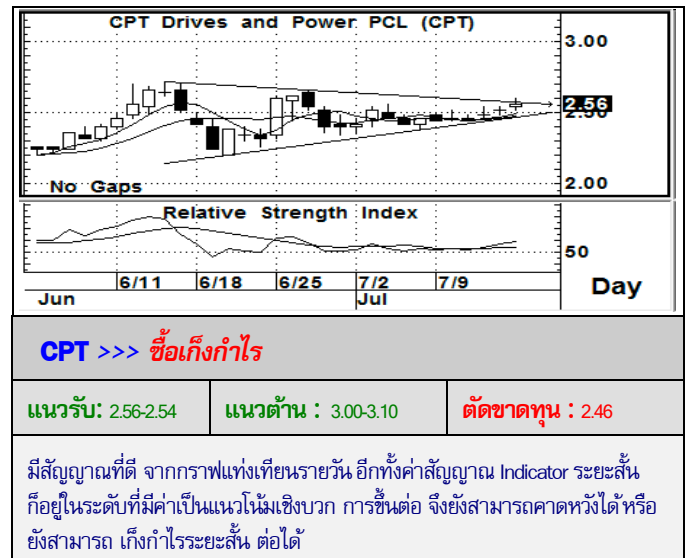 CPT Drives and Power PCL (CPT)
3.00
2.56
2.50
2.00
No Gaps
Relative Strength Index
50
6/11 6/18 6/25 7/2 7/9
Jun Jul
Day
CPT >>> ซื้อเก็งกำไร
แนวรับ: 2.56-2.54 แนวต้าน : 3.00-3.10 ตัดขาดทุน : 2.46
มีสัญญาณที่ดี จากกราฟแท่งเทียนรายวัน อีกทั้งค่าสัญญาณ Indicator ระยะสั้น
ก็อยู่ในระดับที่มีค่าเป็นแนวโน้มเชิงบวก การขึ้นต่อ จึงยังสามารถคาดหวังได้ หรือ
ยังสามารถ เก็งกำไรระยะสั้น ต่อได้